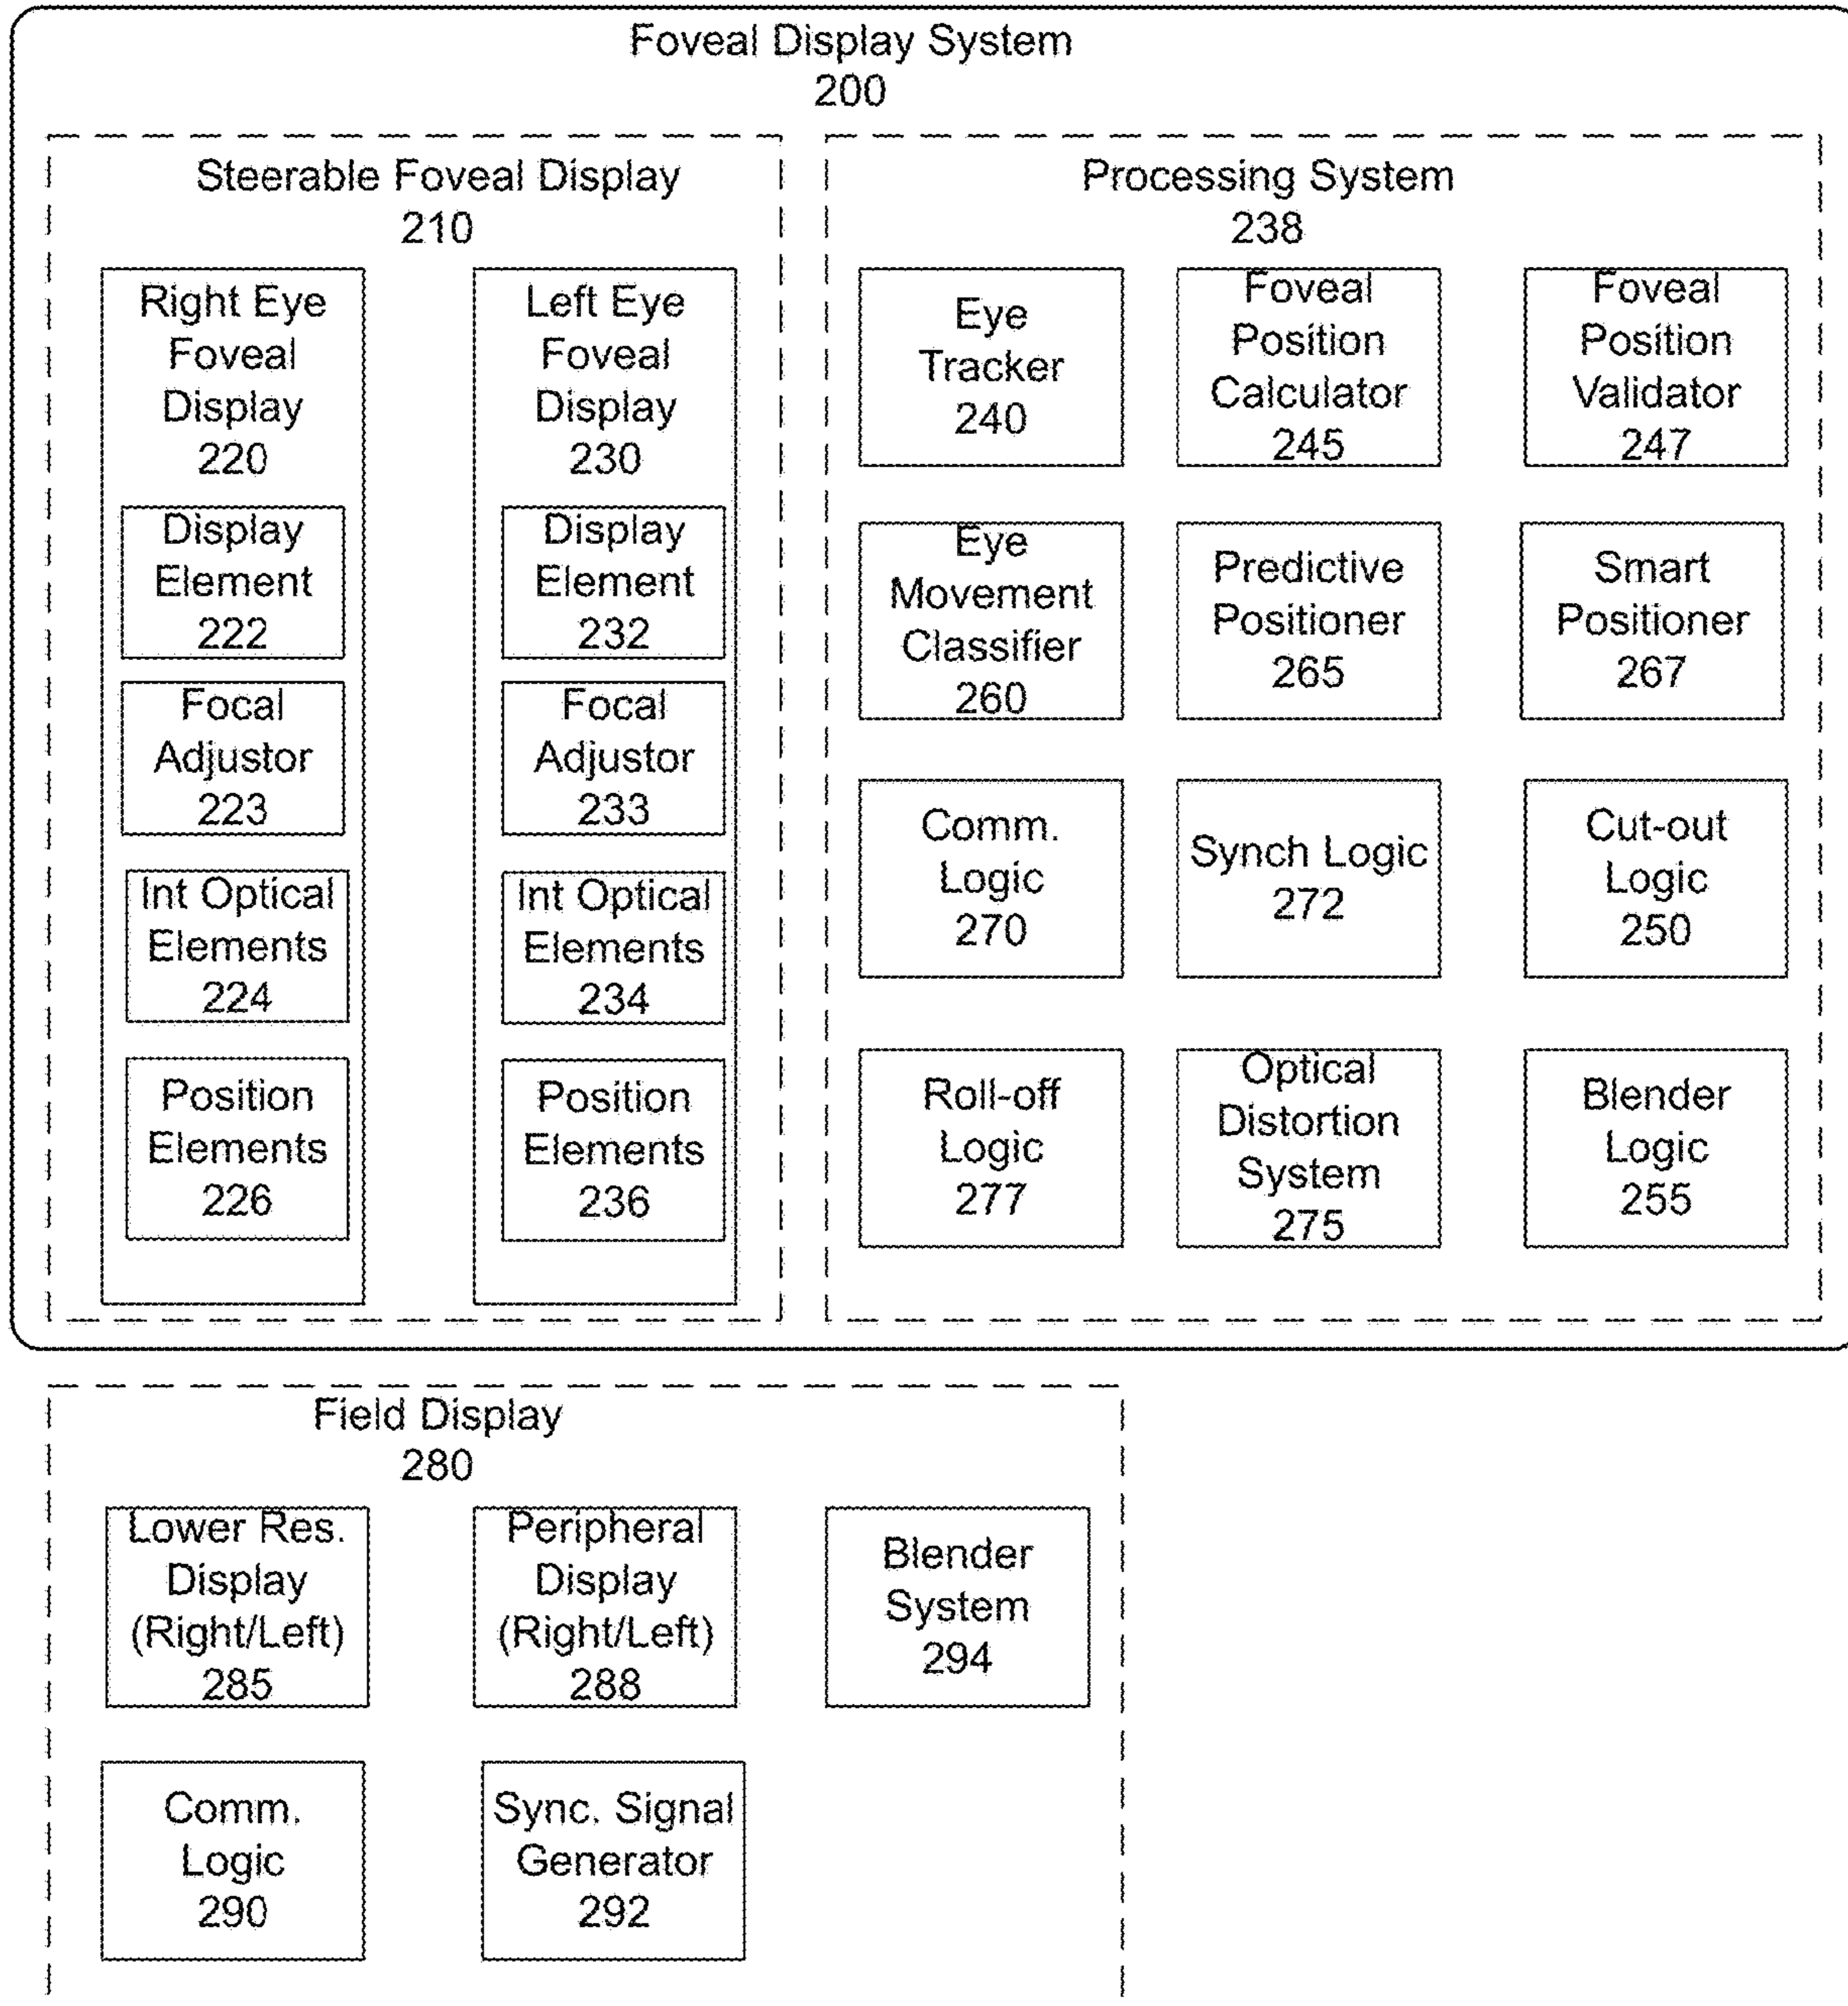 Foveal Display System
200
Steerable Foveal Display
210
Right Eye
Foveal
Display
220
Display
Element
222
Focal
Adjustor
223
Int Optical
Elements
224
Position
Elements
226
Left Eye
Foveal
Display
230
Display
Element
232
Focal
Adjustor
233
Int Optical
Elements
234
Position
Elements
236
Processing System
238
Eye
Tracker
240
Foveal
Position
Calculator
245
Foveal
Position
Validator
247
Eye
Movement
Classifier
260
Predictive
Positioner
265
Smart
Positioner
267
Comm.
Logic
270
Synch Logic
272
Cut-out
Logic
250
Roll-off
Logic
277
Optical
Distortion
System
275
Blender
Logic
255
Field Display
280
Lower Res.
Display
(Right/Left)
285
Peripheral
Display
(Right/Left)
288
Blender
System
294
Comm.
Logic
290
Sync. Signal
Generator
292